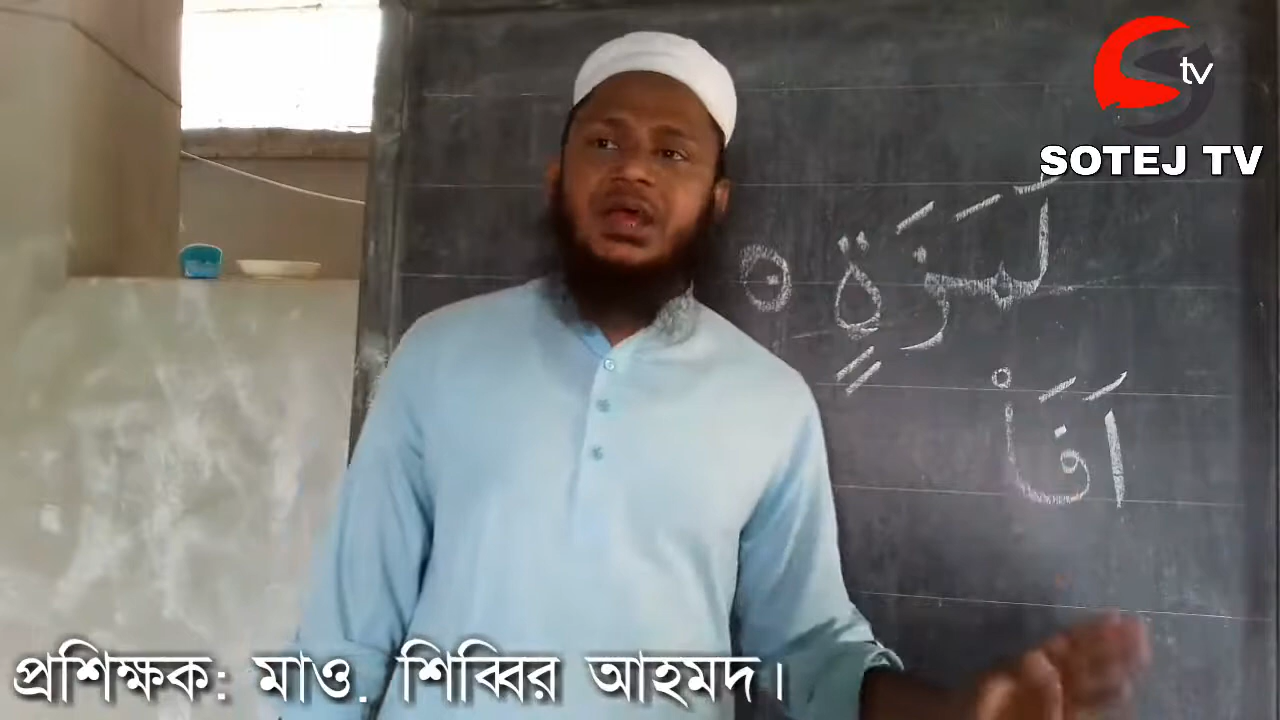 tv
SOTEJ TV
لَمَزَةٍ ○
اَقَاْ
প্রশিক্ষক: মাও. শিব্বির আহমদ।